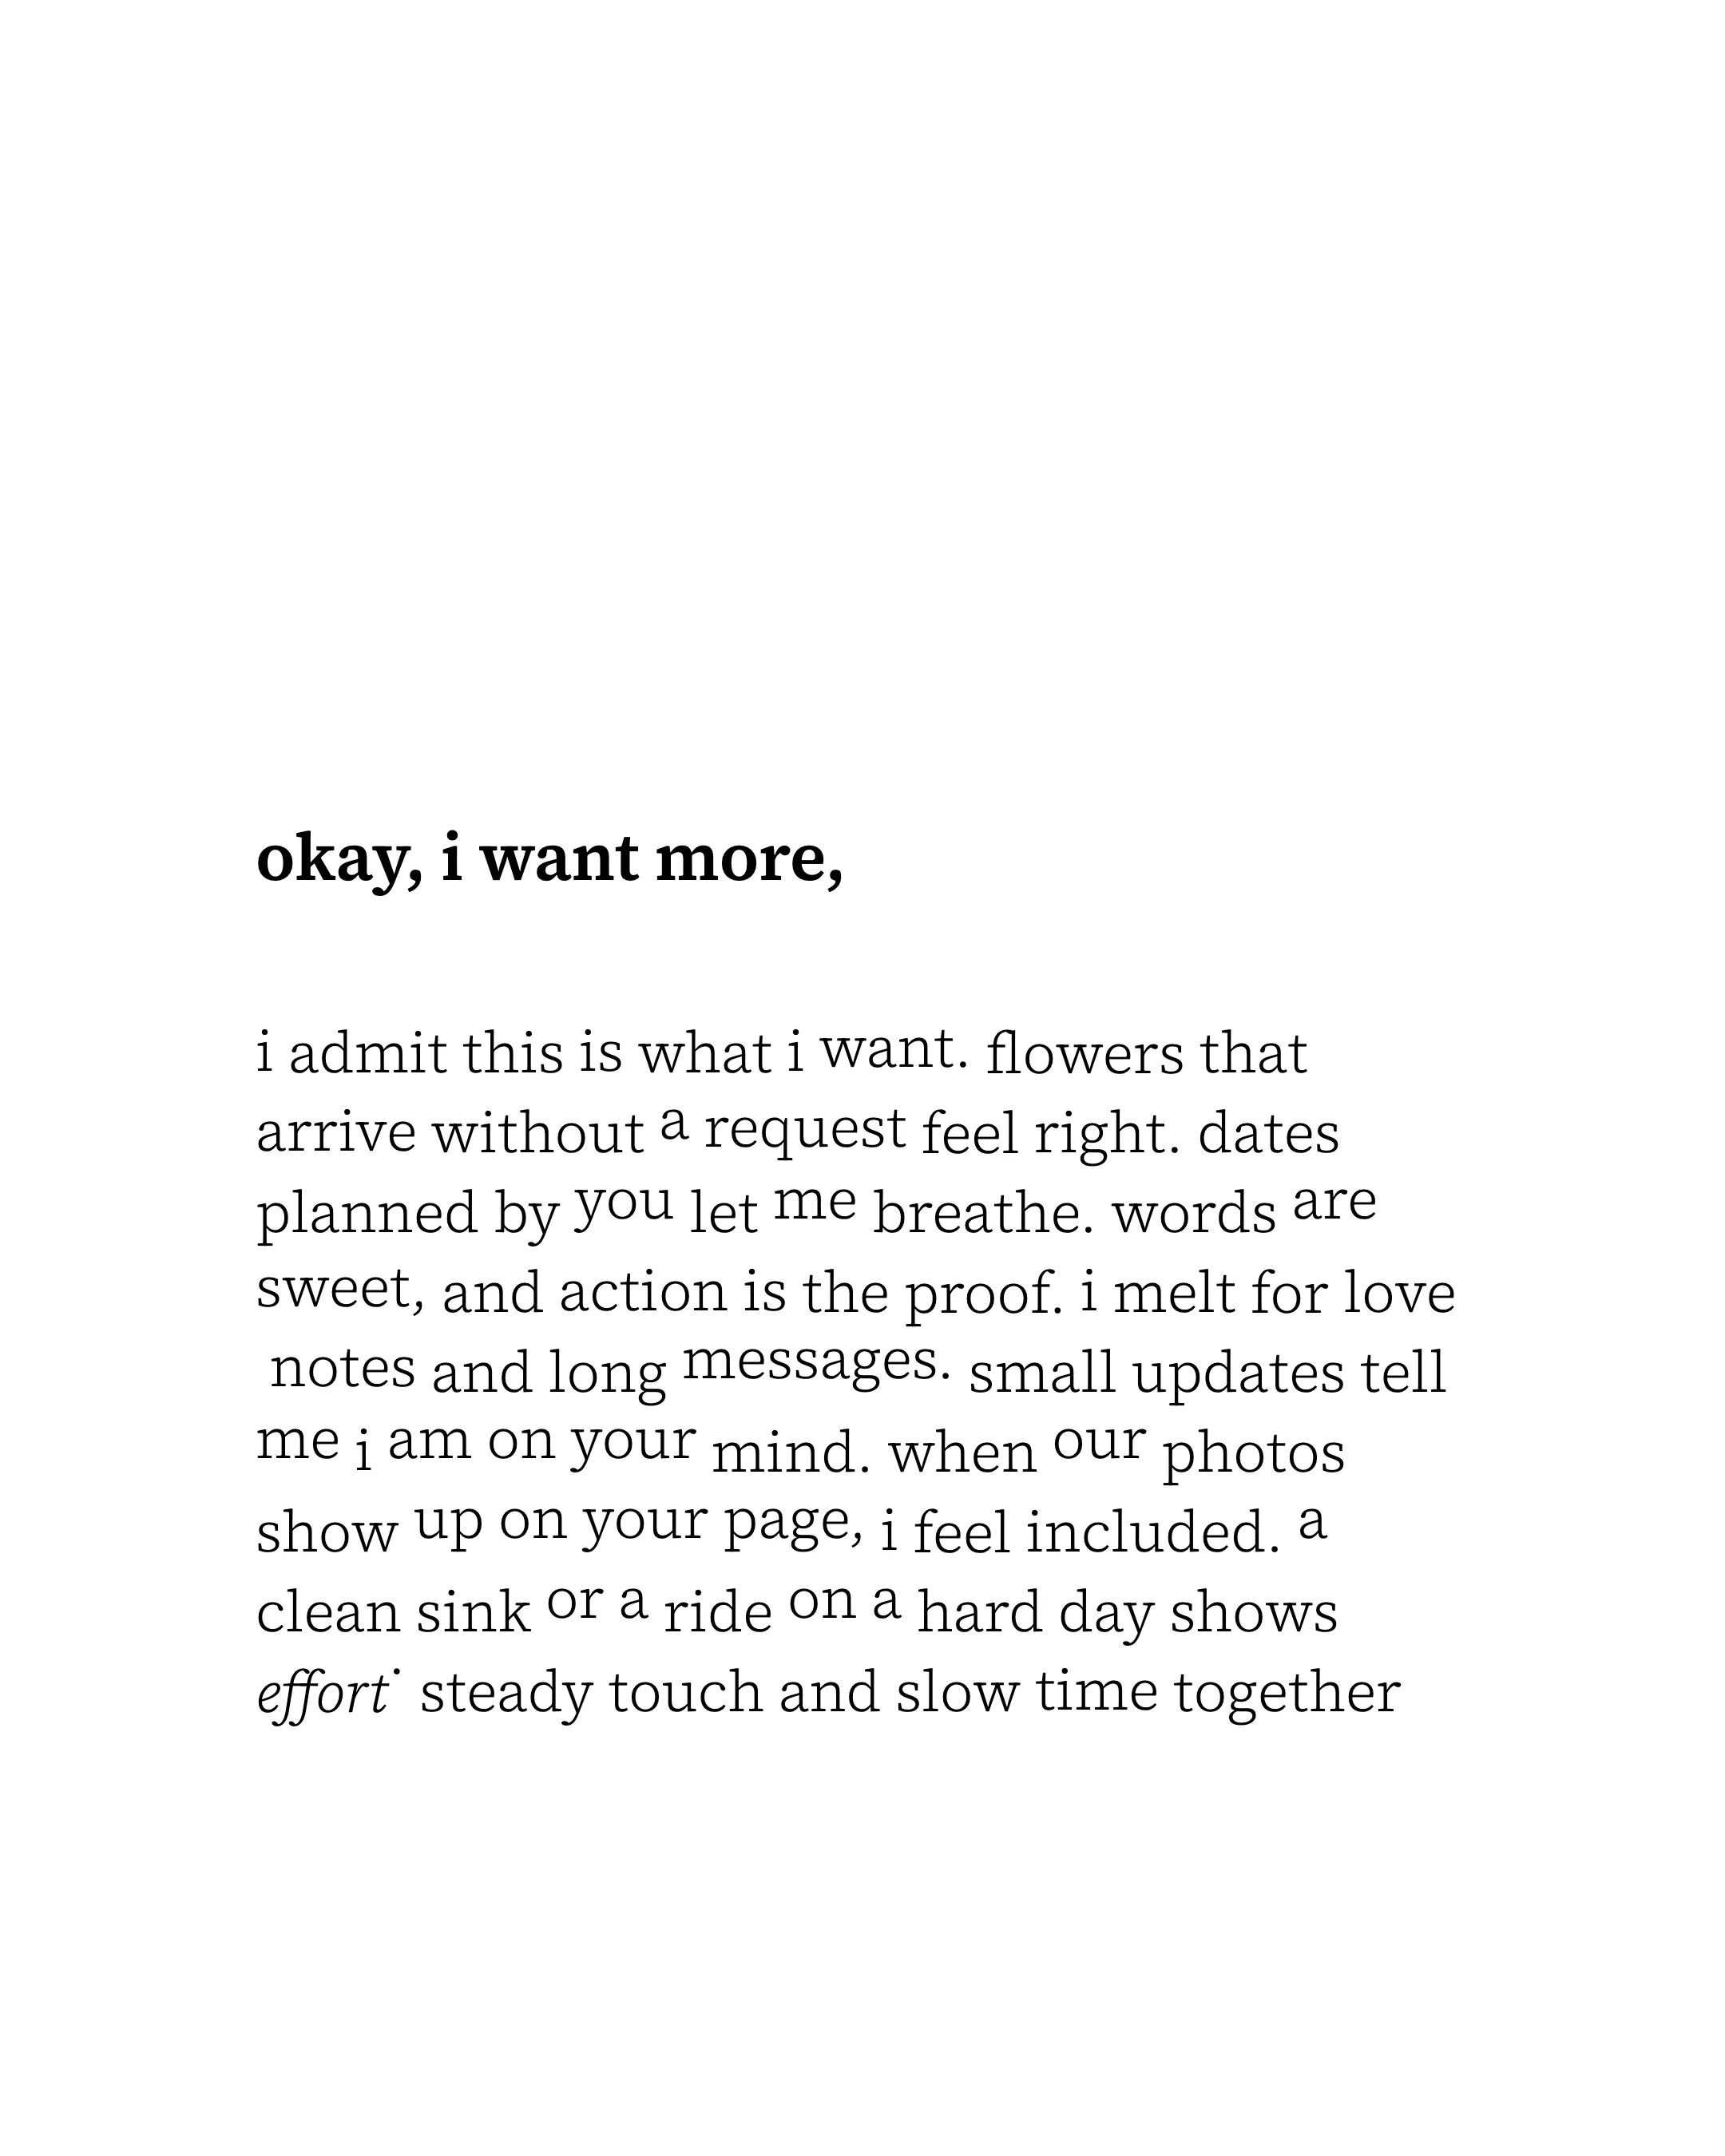 okay, i want more,
i admit this is what i want. flowers that
arrive without a request feel right. dates
planned by you let me breathe. words are
sweet, and action is the proof. i melt for love
notes and long messages. small updates tell
me i am on your mind. when our photos
show up on your page, i feel included. a
clean sink or a ride on a hard day shows
effort. steady touch and slow time together